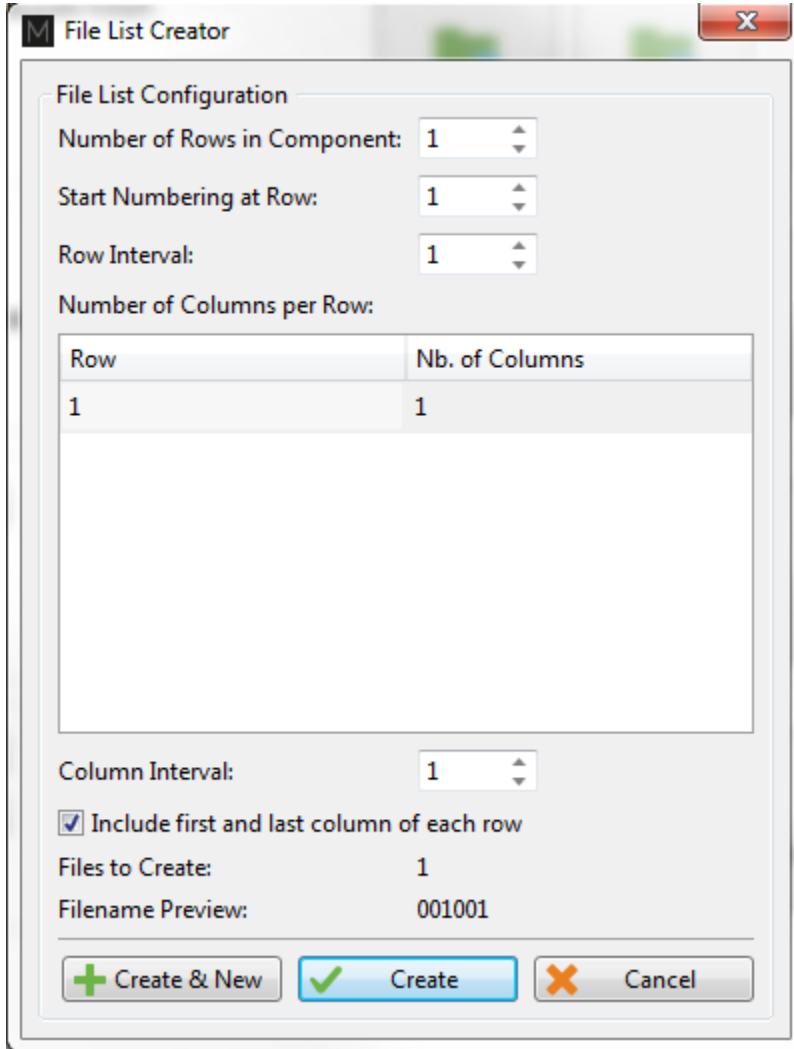 M File List Creator
File List Configuration
Number of Rows in Component: 1
Start Numbering at Row: 1
Row Interval: 1
Number of Columns per Row:
Row Nb. of Columns
1 1
Column Interval: 1
Include first and last column of each row
Files to Create: 1
Filename Preview: 001001
Create & New Create Cancel